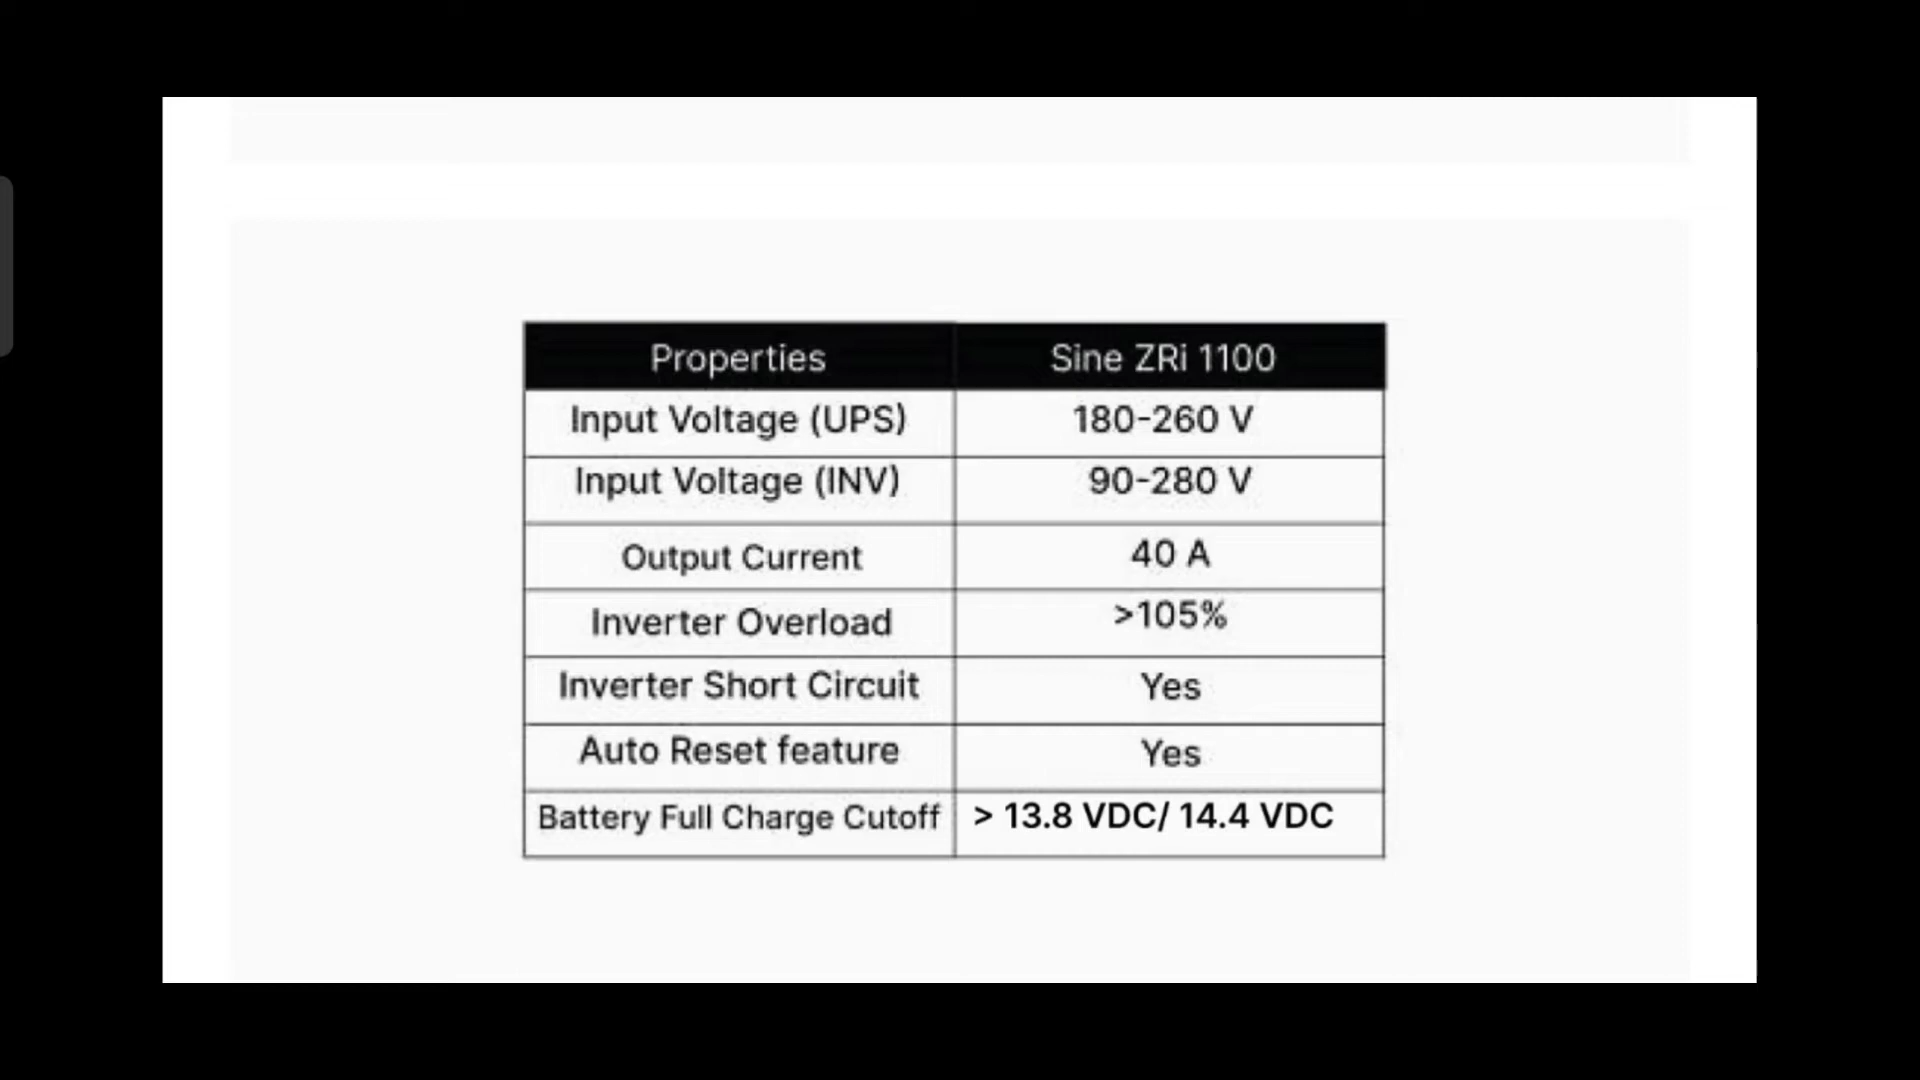 Properties Sine ZRi 1100
Input Voltage (UPS) 180-260 V
Input Voltage (INV) 90-280 V
Output Current 40 A
Inverter Overload >105%
Inverter Short Circuit Yes
Auto Reset feature Yes
Battery Full Charge Cutoff > 13.8 VDC/ 14.4 VDC